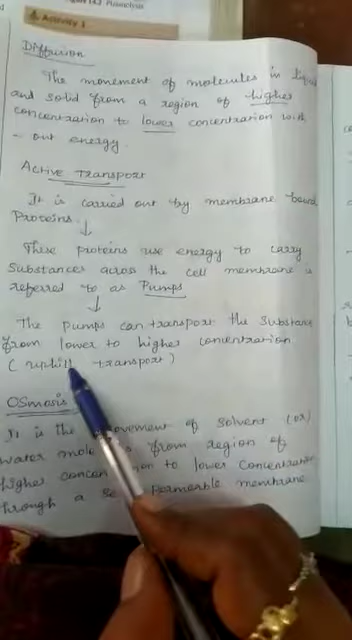 Activity 1
Diffusion
The movement of molecules in liquid
and solid from a region of higher
concentration to lower concentration with
- out energy.
Active Transport
It is carried out by membrane bound
Proteins.
↓
These proteins use energy to carry
substances across the cell membrane is
referred to as Pumps
↓
The pumps can transport the substance
from lower to higher concentration
(uphill transport)
Osmosis
It is the movement of solvent (or)
water from region of
higher to lower concentration
through a permeable membrane